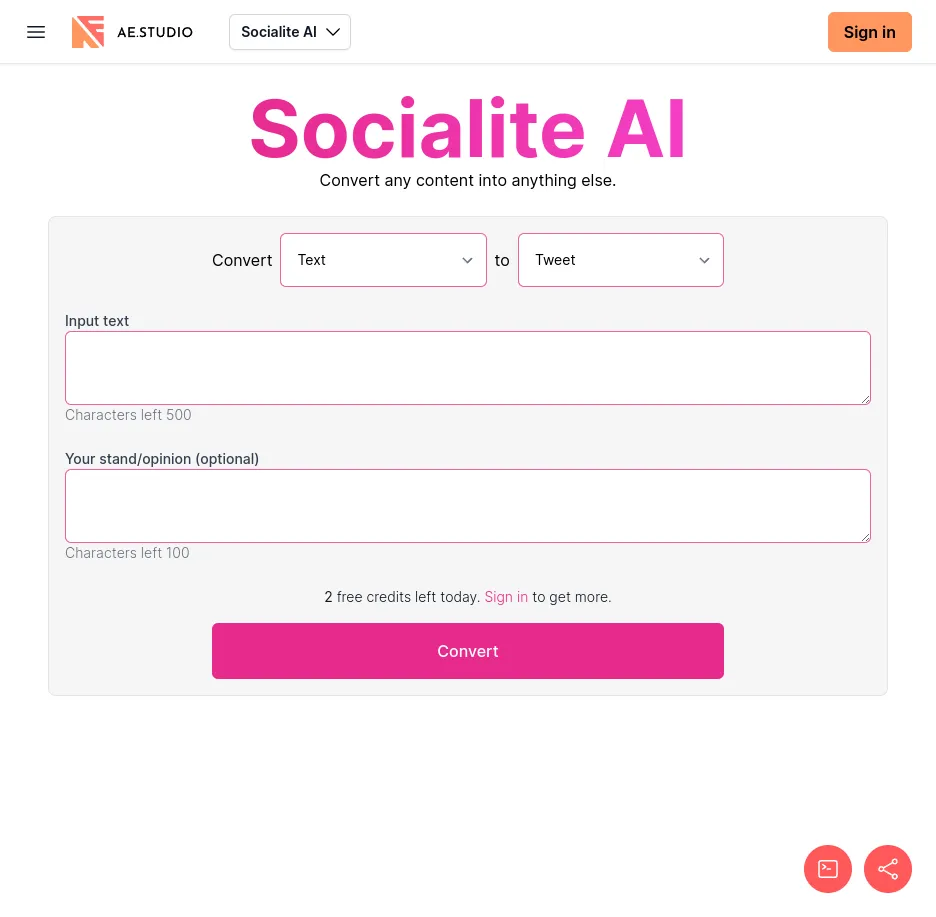 AE.STUDIO
Socialite AI
Sign in
Socialite AI
Convert any content into anything else.
Convert Text to Tweet
Input text
Characters left 500
Your stand/opinion (optional)
Characters left 100
2 free credits left today. Sign in to get more.
Convert